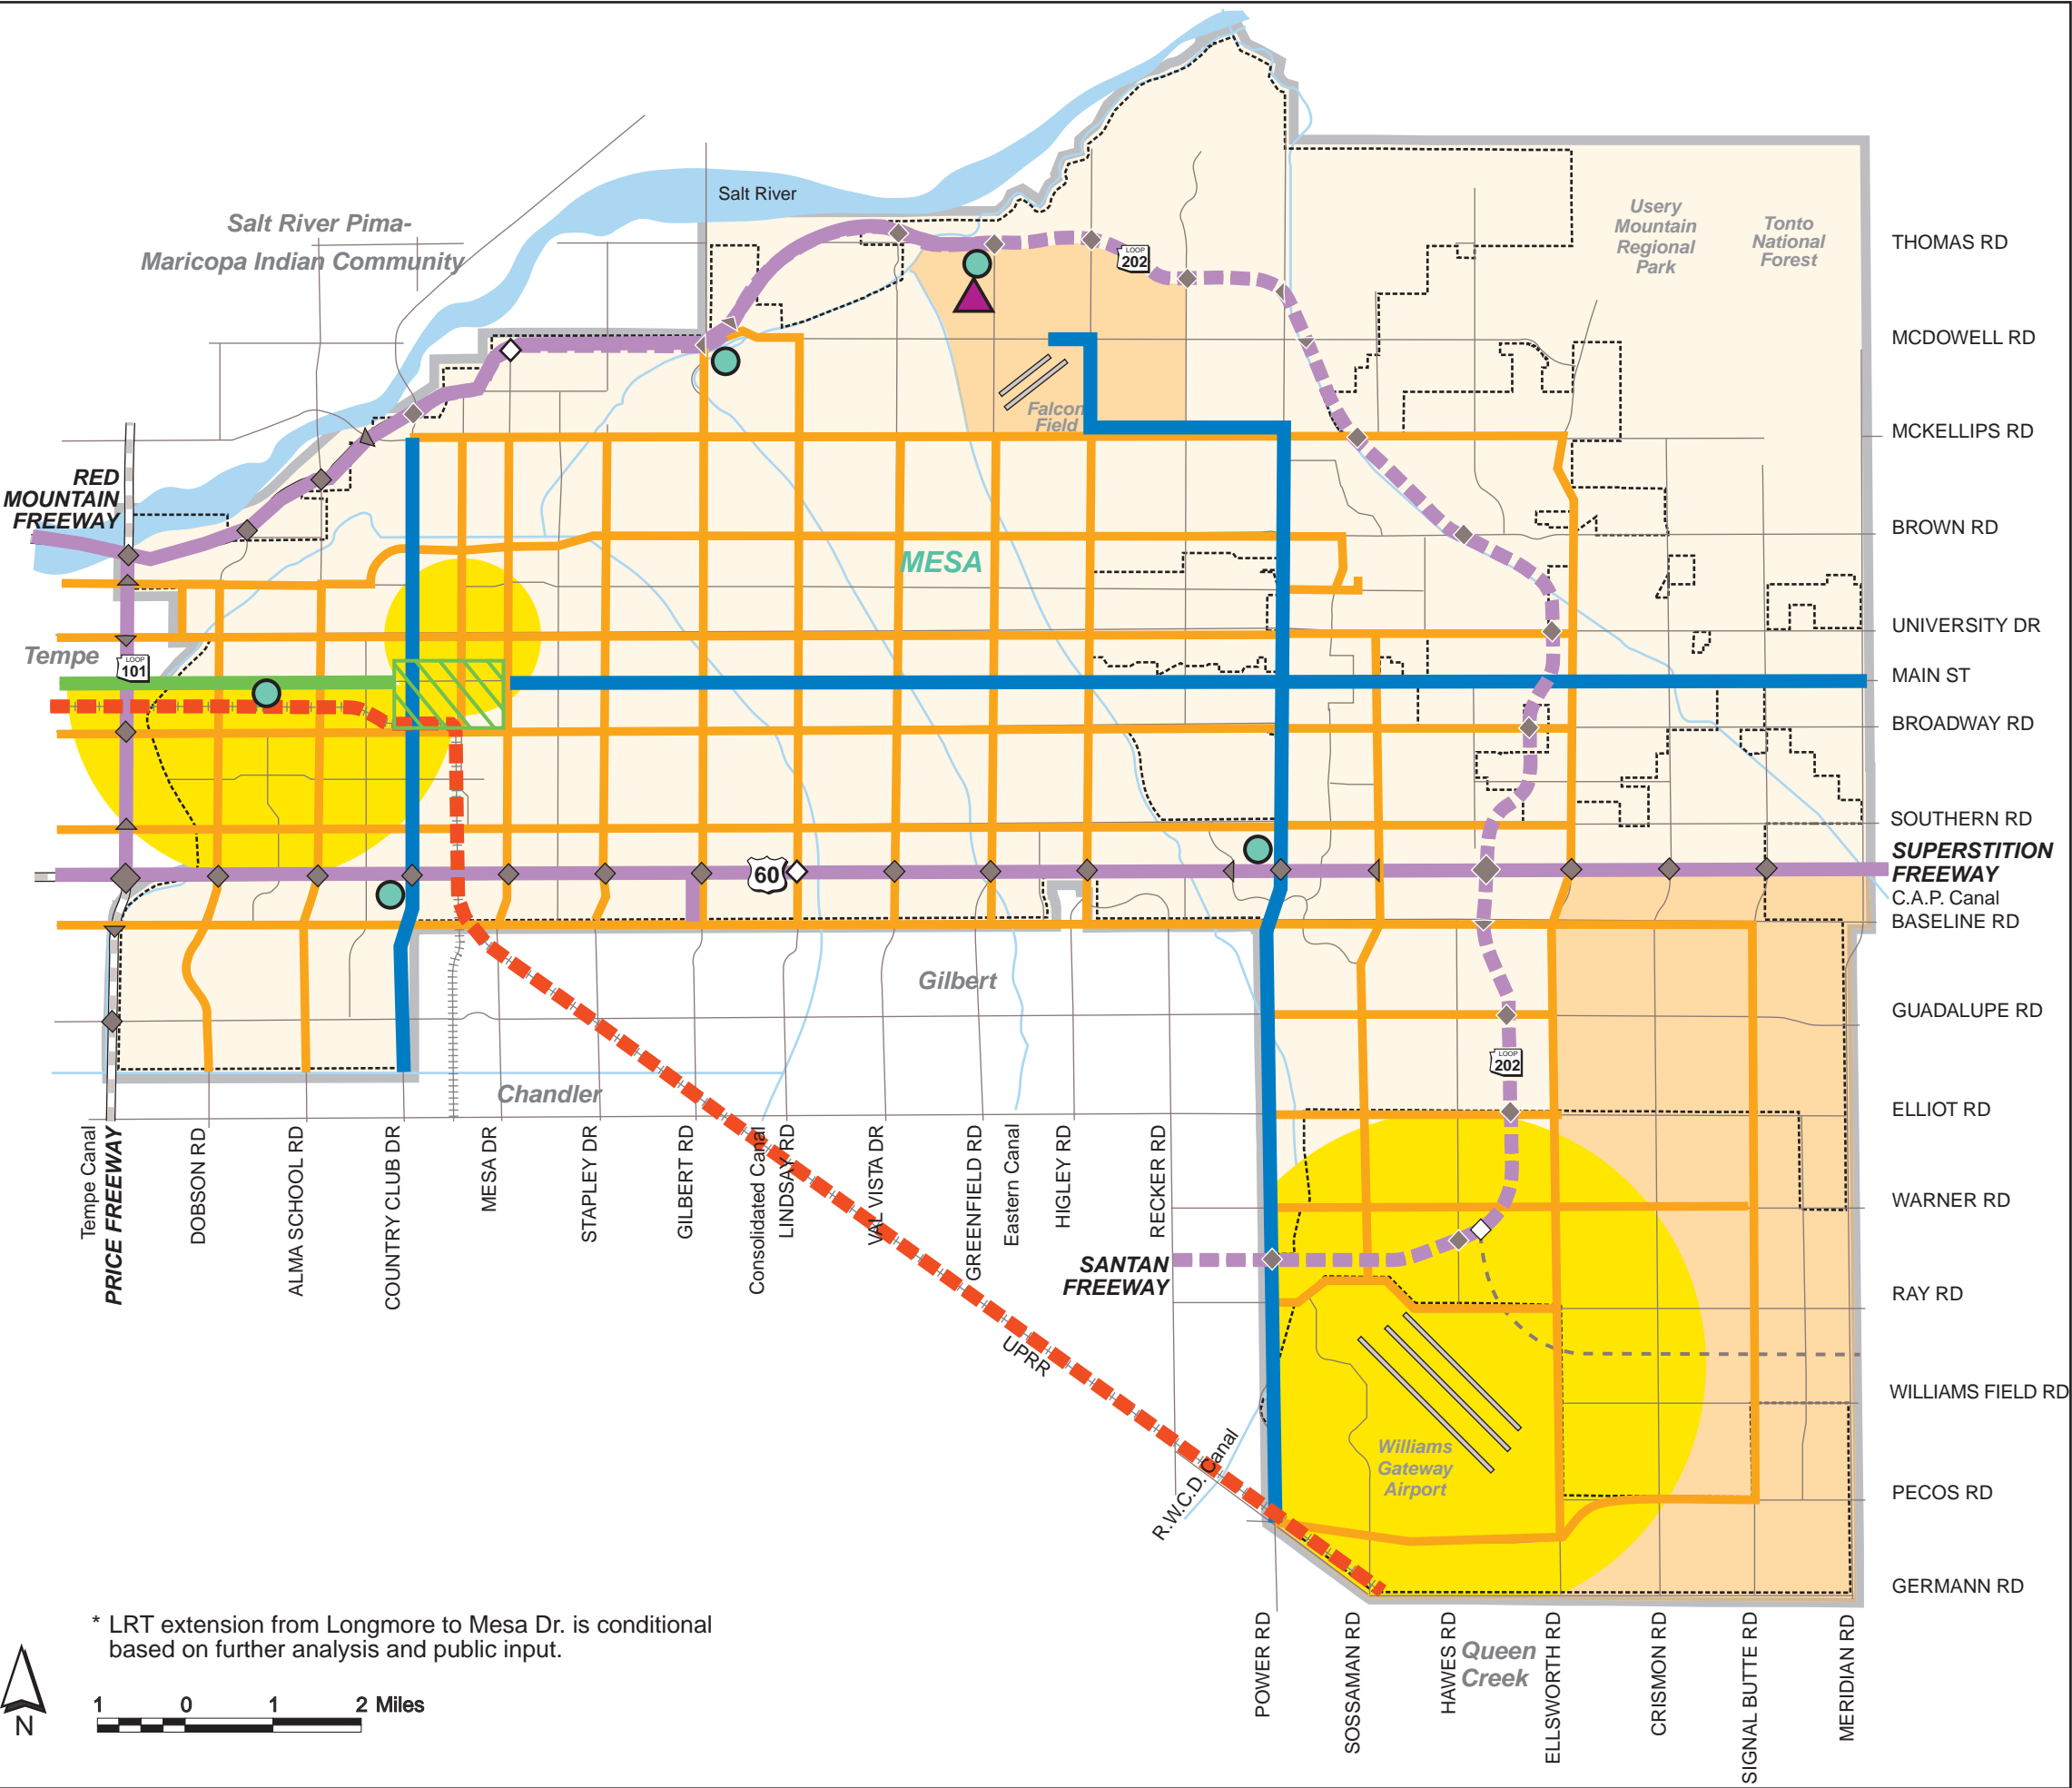 Salt River
Salt River Pima-
Maricopa Indian Community
Usery
Mountain
Regional
Park
Tonto
National
Forest
THOMAS RD
LOOP
202
MCDOWELL RD
Falcon
Field
MCKELLIPS RD
RED
MOUNTAIN
FREEWAY
BROWN RD
MESA
UNIVERSITY DR
Tempe
LOOP
101
MAIN ST
BROADWAY RD
SOUTHERN RD
SUPERSTITION
FREEWAY
60
C.A.P. Canal
BASELINE RD
Gilbert
GUADALUPE RD
LOOP
202
Chandler
ELLIOT RD
Tempe Canal
PRICE FREEWAY
DOBSON RD
ALMA SCHOOL RD
COUNTRY CLUB DR
MESA DR
STAPLEY DR
GILBERT RD
Consolidated Canal
LINDSAY RD
VAL VISTA DR
GREENFIELD RD
Eastern Canal
HIGLEY RD
RECKER RD
WARNER RD
SANTAN
FREEWAY
RAY RD
UPRR
WILLIAMS FIELD RD
Williams
Gateway
Airport
R.W.C.D. Canal
PECOS RD
GERMANN RD
* LRT extension from Longmore to Mesa Dr. is conditional
based on further analysis and public input.
POWER RD
SOSSAMAN RD
HAWES RD
Queen
Creek
ELLSWORTH RD
CRISMON RD
SIGNAL BUTTE RD
MERIDIAN RD
1 0 1 2 Miles
N